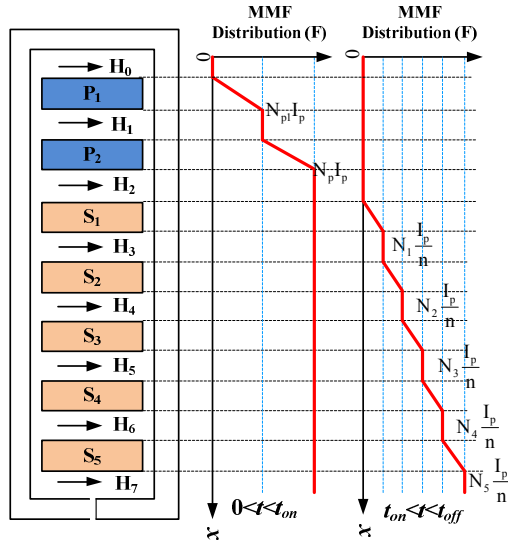 MMF
Distribution (F)
MMF
Distribution (F)
0
0
H₀
P₁
H₁
P₂
H₂
S₁
H₃
S₂
H₄
S₃
H₅
S₄
H₆
S₅
H₇
Nₚ₁Iₚ
NₚIₚ
N₁ Iₚ/n
N₂ Iₚ/n
N₃ Iₚ/n
N₄ Iₚ/n
N₅ Iₚ/n
x
0<t<tₒₙ
x
tₒₙ<t<t_off